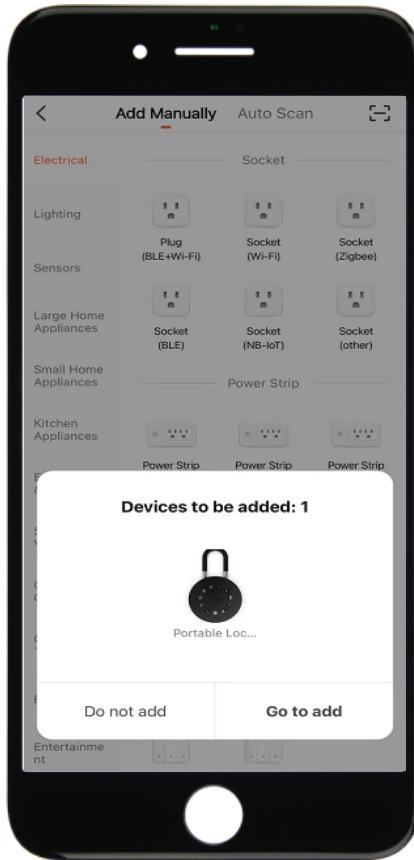 Add Manually Auto Scan
Electrical
Socket
Lighting
Plug
(BLE+Wi-Fi)
Socket
(Wi-Fi)
Socket
(Zigbee)
Sensors
Large Home
Appliances
Socket
(BLE)
Socket
(NB-IoT)
Socket
(other)
Small Home
Appliances
Power Strip
Kitchen
Appliances
Power Strip
Power Strip
Power Strip
Devices to be added: 1
Portable Loc...
Do not add
Go to add
Entertainme
nt